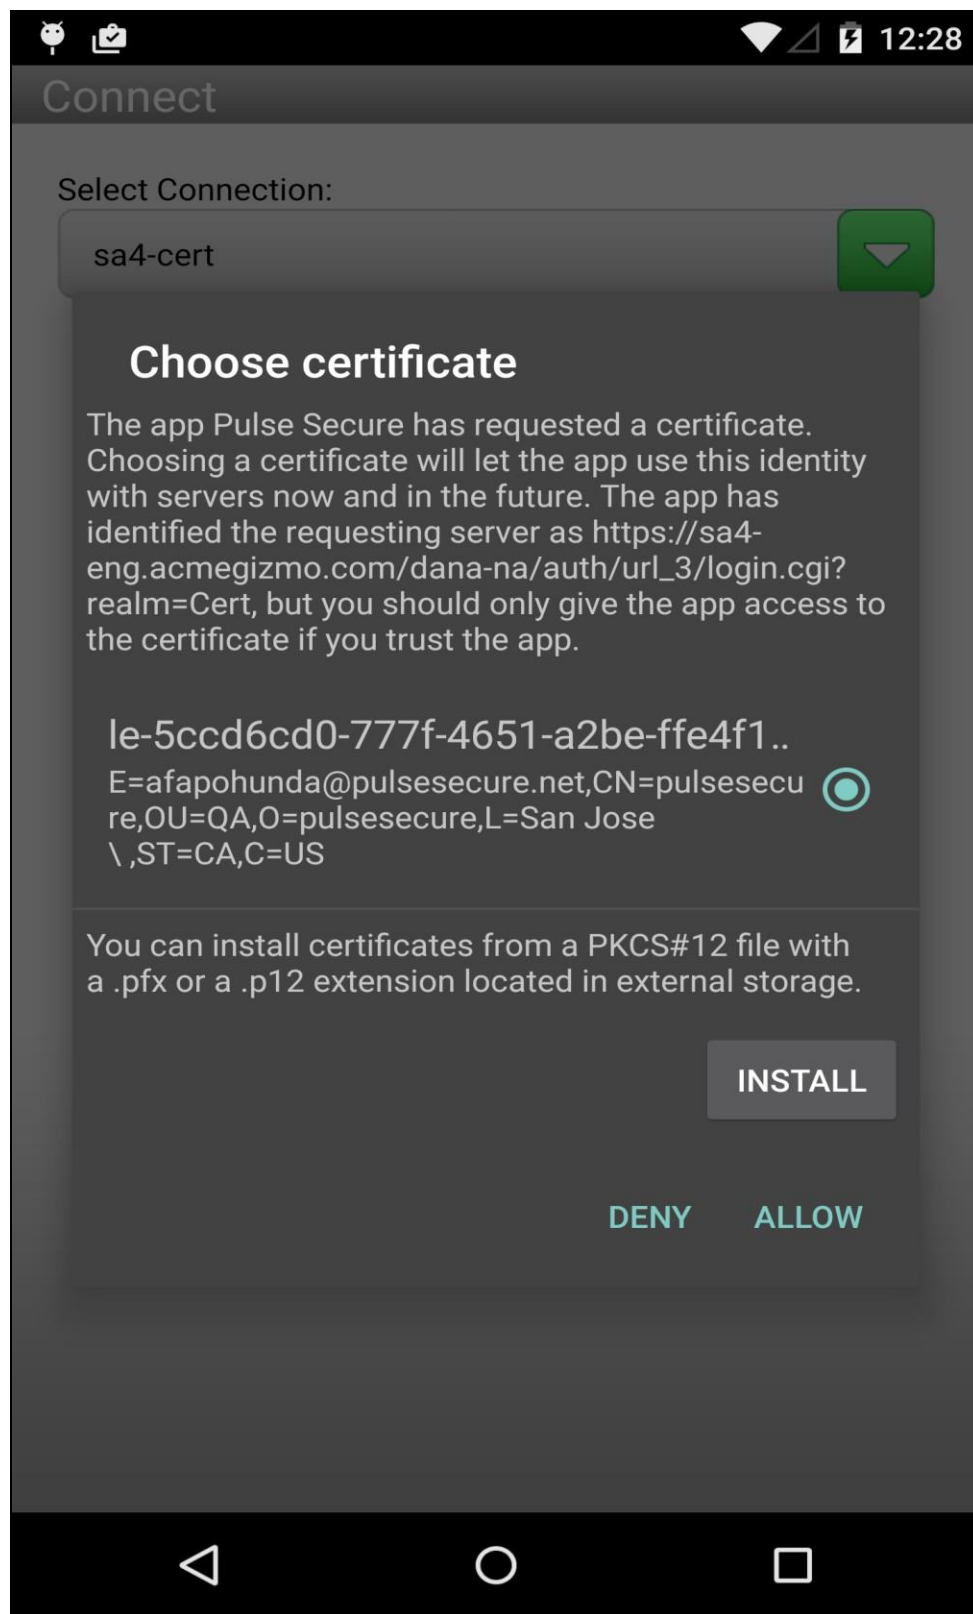 12:28
Connect
Select Connection:
sa4-cert
Choose certificate
The app Pulse Secure has requested a certificate.
Choosing a certificate will let the app use this identity
with servers now and in the future. The app has
identified the requesting server as https://sa4-
eng.acmegizmo.com/dana-na/auth/url_3/login.cgi?
realm=Cert, but you should only give the app access to
the certificate if you trust the app.
le-5ccd6cd0-777f-4651-a2be-ffe4f1..
E=afapohunda@pulsesecure.net,CN=pulsesecu
re,OU=QA,O=pulsesecure,L=San Jose
\ ,ST=CA,C=US
You can install certificates from a PKCS#12 file with
a .pfx or a .p12 extension located in external storage.
INSTALL
DENY ALLOW